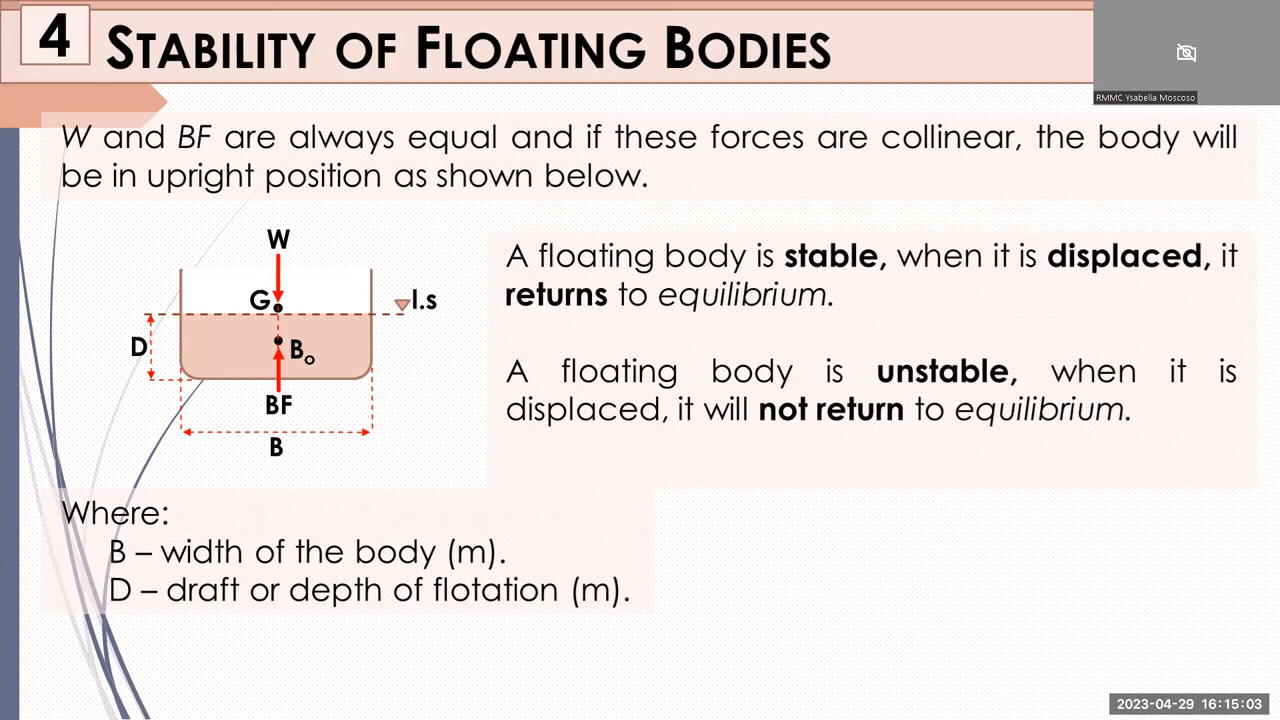 4 STABILITY OF FLOATING BODIES
RMMC Ysabella Moscoso
W and BF are always equal and if these forces are collinear, the body will
be in upright position as shown below.
W
G
l.s
D
Bo
BF
B
A floating body is stable, when it is displaced, it
returns to equilibrium.
A floating body is unstable, when it is
displaced, it will not return to equilibrium.
Where:
B – width of the body (m).
D – draft or depth of flotation (m).
2023-04-29 16:15:03